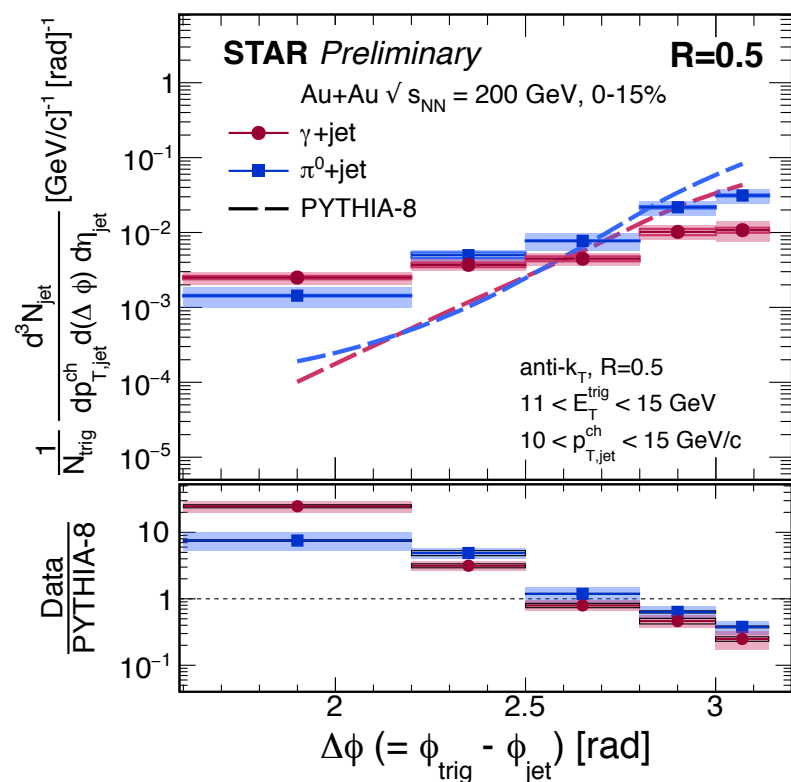 STAR Preliminary
R=0.5
Au+Au √ s_NN = 200 GeV, 0-15%
γ+jet
π⁰+jet
PYTHIA-8
anti-k_T, R=0.5
11 < E_T^trig < 15 GeV
10 < p_T,jet^ch < 15 GeV/c
1/N_trig d³N_jet/dp_T,jet^ch d(Δ φ) dη_jet [GeV/c]⁻¹ [rad]⁻¹
1
10⁻¹
10⁻²
10⁻³
10⁻⁴
10⁻⁵
Data
PYTHIA-8
10
1
10⁻¹
2
2.5
3
Δφ (= φ_trig - φ_jet) [rad]